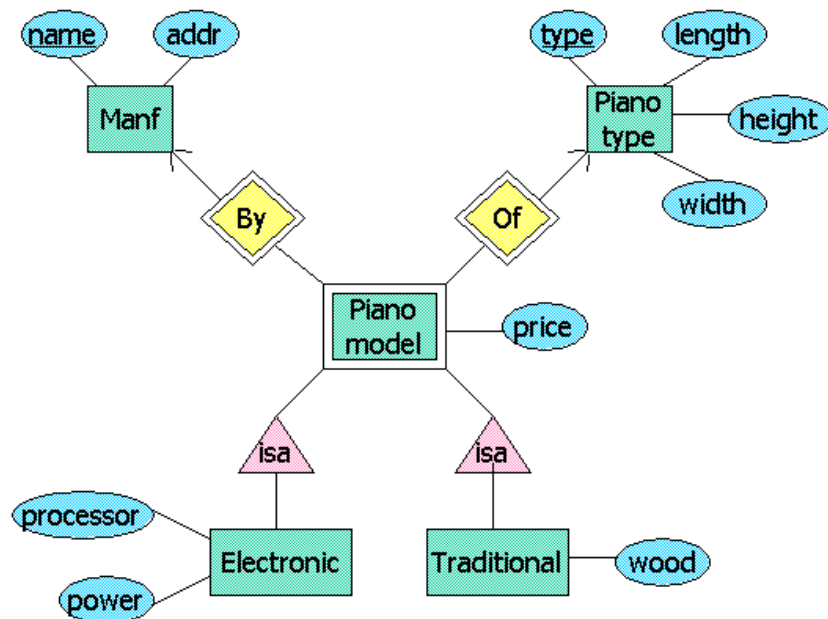 name
addr
type
length
Manf
Piano
type
height
width
By
Of
Piano
model
price
isa
isa
processor
Electronic
Traditional
wood
power